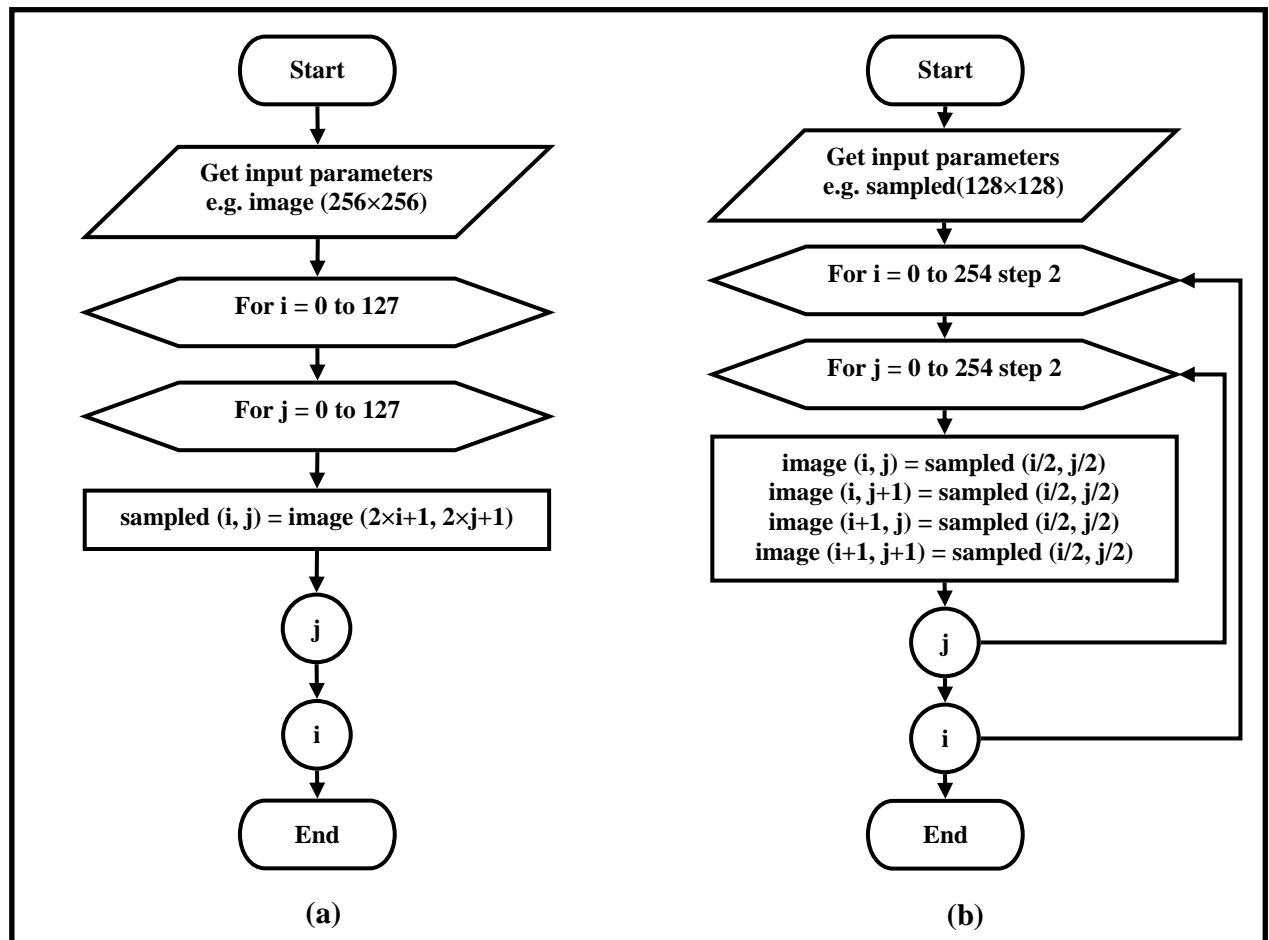 Start
Get input parameters
e.g. image (256×256)
For i = 0 to 127
For j = 0 to 127
sampled (i, j) = image (2×i+1, 2×j+1)
j
i
End
(a)
Start
Get input parameters
e.g. sampled(128×128)
For i = 0 to 254 step 2
For j = 0 to 254 step 2
image (i, j) = sampled (i/2, j/2)
image (i, j+1) = sampled (i/2, j/2)
image (i+1, j) = sampled (i/2, j/2)
image (i+1, j+1) = sampled (i/2, j/2)
j
i
End
(b)